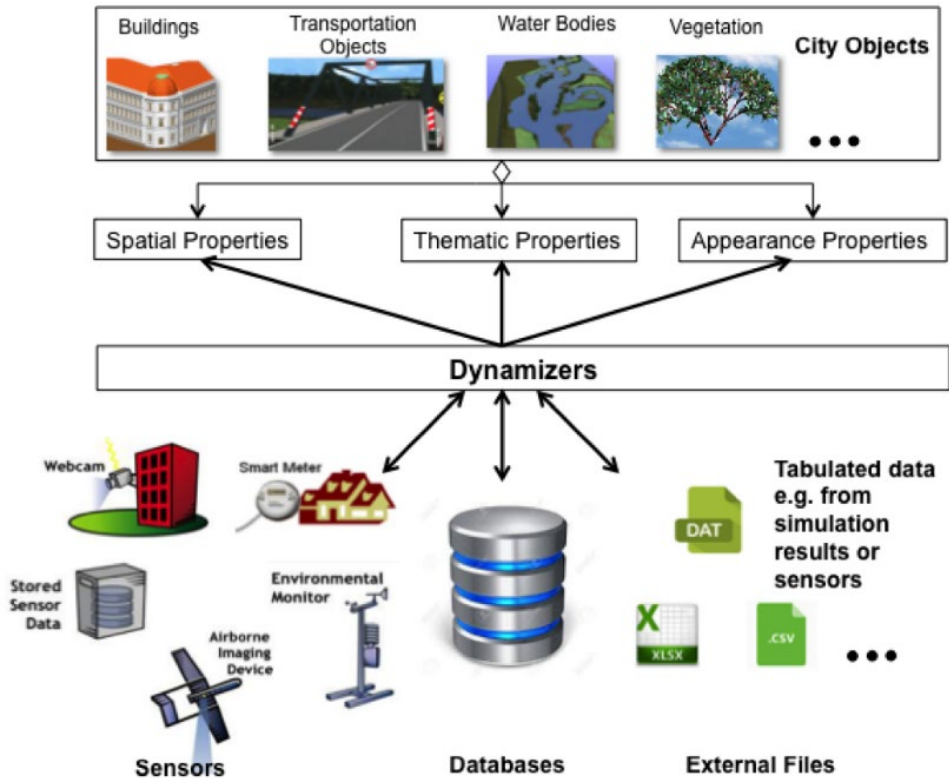 Buildings
Transportation
Objects
Water Bodies
Vegetation
City Objects
Spatial Properties
Thematic Properties
Appearance Properties
Dynamizers
Webcam
Smart Meter
Stored
Sensor
Data
Environmental
Monitor
Airborne
Imaging
Device
DAT
Tabulated data
e.g. from
simulation
results or
sensors
X
XLSX
.CSV
Sensors
Databases
External Files